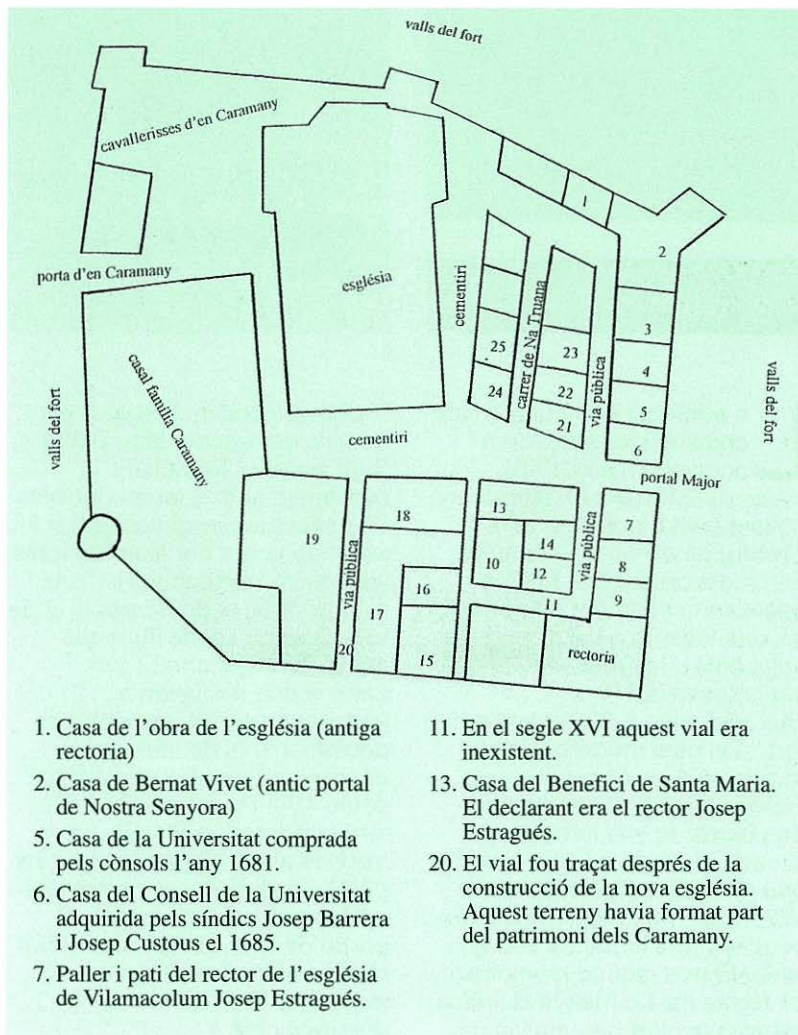 valls del fort
cavallerisses d'en Caramany
1
2
porta d'en Caramany
església
cementiri
carrer de Na Truana
3
25
23
via pública
4
valls del fort
valls del fort
casal família Caramany
24
22
5
21
6
cementiri
portal Major
19
via pública
18
13
via pública
7
10
14
8
16
12
9
17
11
20
15
rectoria
1. Casa de l'obra de l'església (antiga
rectoria)
2. Casa de Bernat Vivet (antic portal
de Nostra Senyora)
5. Casa de la Universitat comprada
pels cònsols l'any 1681.
6. Casa del Consell de la Universitat
adquirida pels síndics Josep Barrera
i Josep Custous el 1685.
7. Paller i pati del rector de l'església
de Vilamacolum Josep Estragués.
11. En el segle XVI aquest vial era
inexistent.
13. Casa del Benefici de Santa Maria.
El declarant era el rector Josep
Estragués.
20. El vial fou traçat després de la
construcció de la nova església.
Aquest terreny havia format part
del patrimoni dels Caramany.